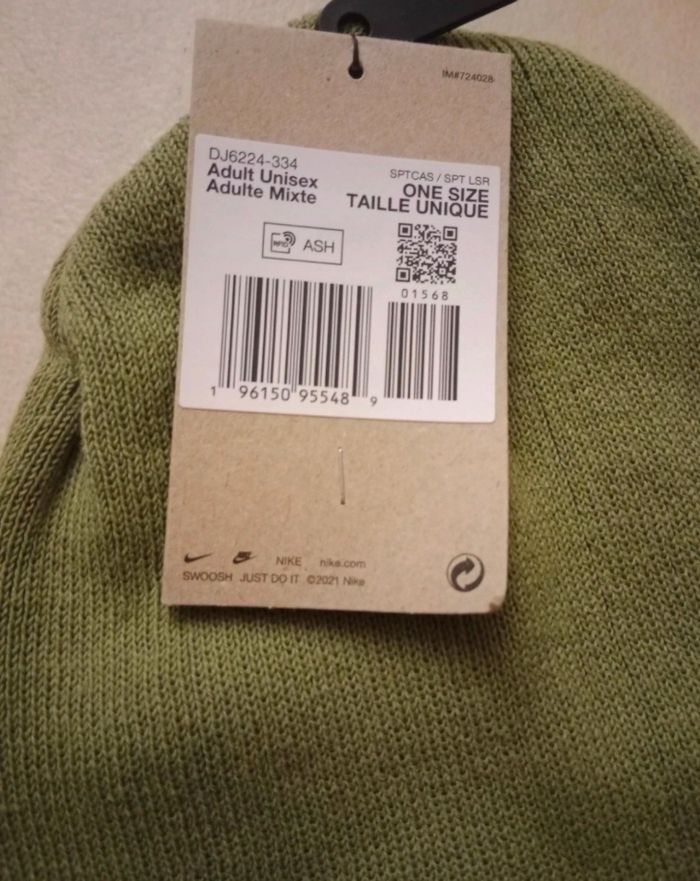 IM#724028
DJ6224-334
Adult Unisex
Adulte Mixte
SPTCAS / SPT LSR
ONE SIZE
TAILLE UNIQUE
RFID ASH
01568
1 96150 95548 9
NIKE nike.com
SWOOSH JUST DO IT ©2021 Nike